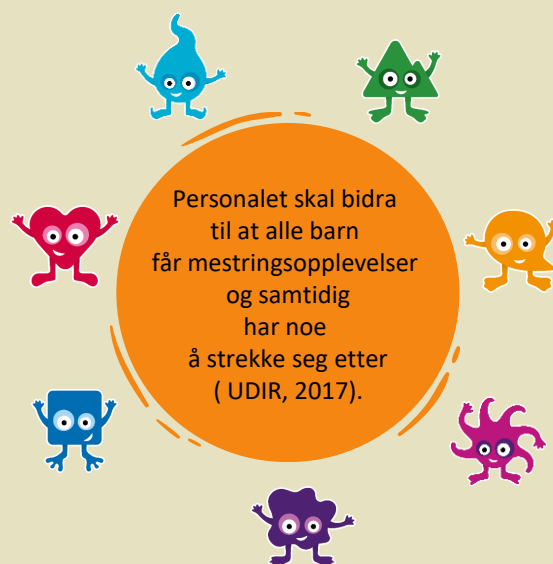 Personalet skal bidra
til at alle barn
får mestringsopplevelser
og samtidig
har noe
å strekke seg etter
( UDIR, 2017).